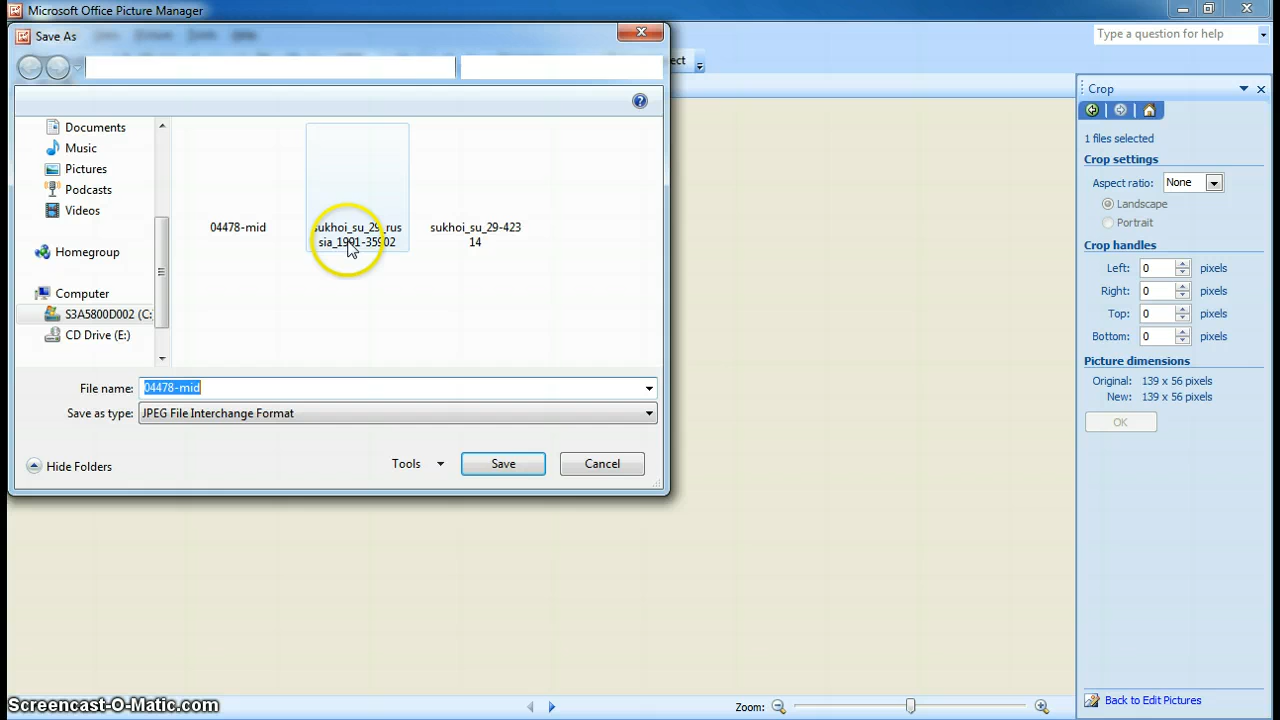 Microsoft Office Picture Manager
Save As
Type a question for help
ect
Crop
1 files selected
Crop settings
Aspect ratio: None
Landscape
Portrait
Crop handles
Left: 0 pixels
Right: 0 pixels
Top: 0 pixels
Bottom: 0 pixels
Picture dimensions
Original: 139 x 56 pixels
New: 139 x 56 pixels
OK
Documents
Music
Pictures
Podcasts
Videos
Homegroup
Computer
S3A5800D002 (C:
CD Drive (E:)
04478-mid
sukhoi_su_29_rus
sia_1991-35902
sukhoi_su_29-423
14
File name: 04478-mid
Save as type: JPEG File Interchange Format
Hide Folders
Tools
Save
Cancel
Screencast-O-Matic.com
Zoom:
Back to Edit Pictures